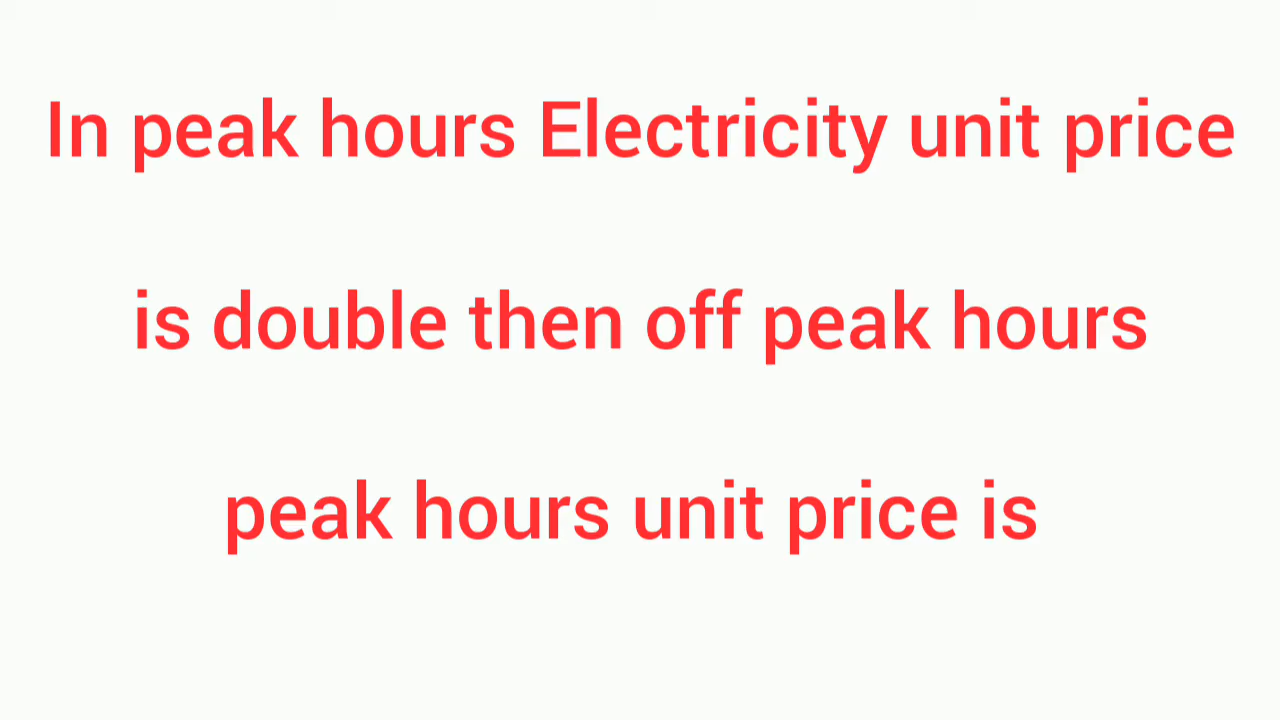 In peak hours Electricity unit price
is double then off peak hours
peak hours unit price is